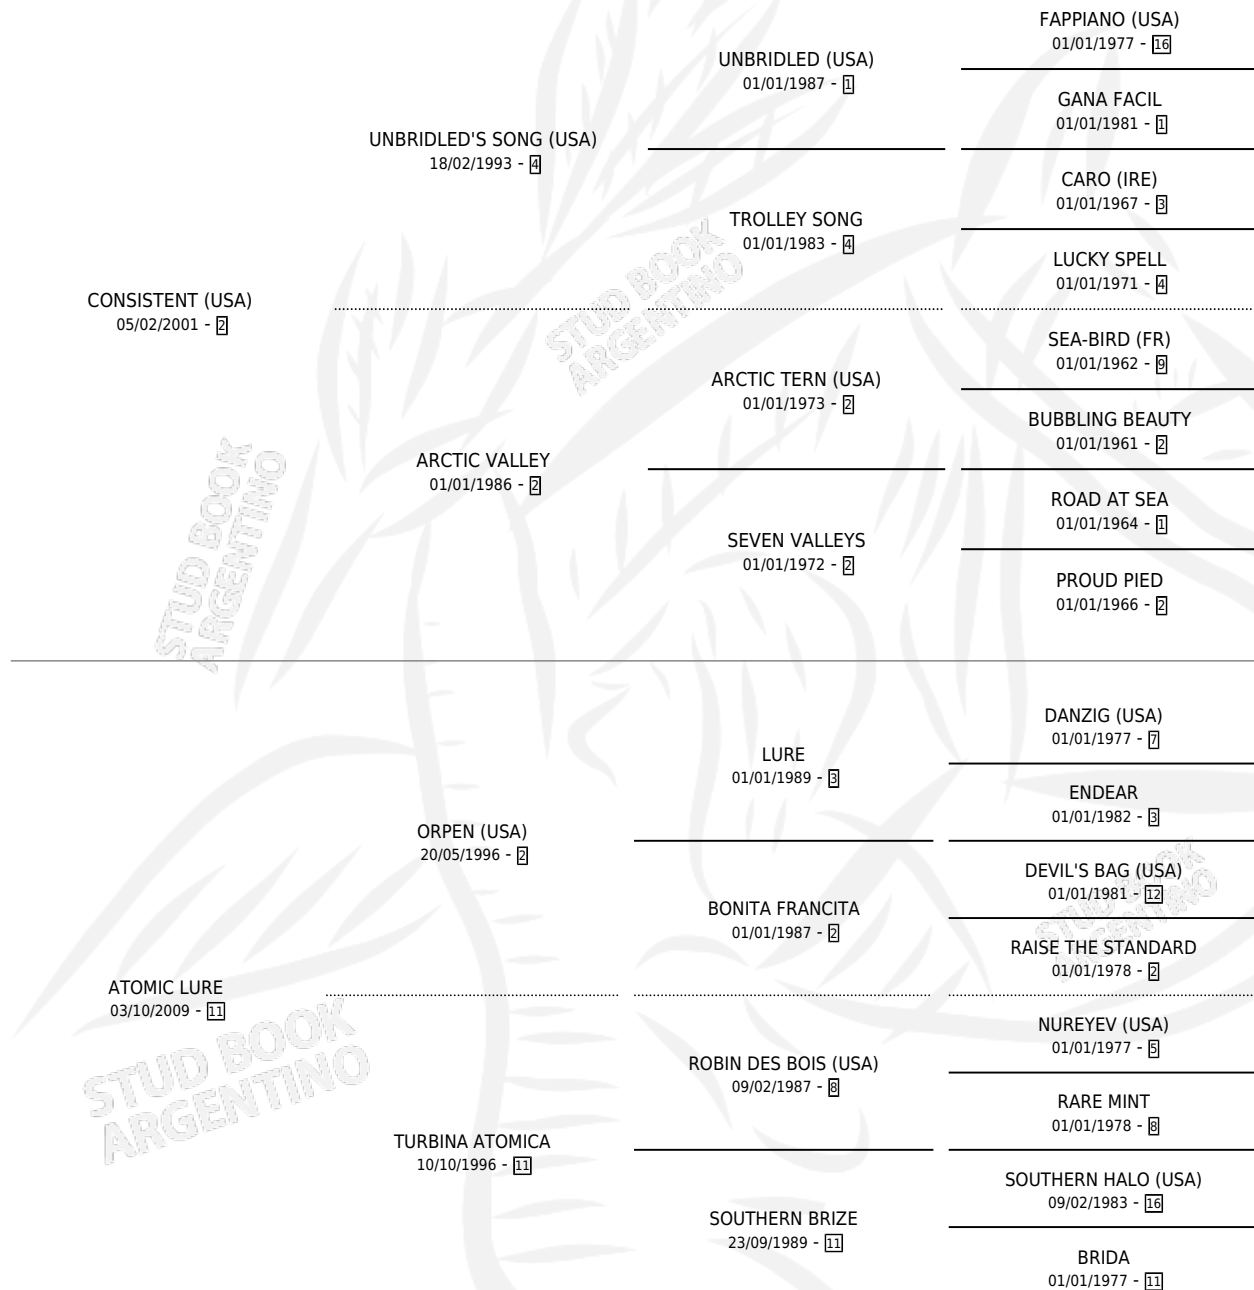 FAPPIANO (USA)
01/01/1977 - 16
UNBRIDLED (USA)
01/01/1987 - 1
GANA FACIL
01/01/1981 - 1
UNBRIDLED'S SONG (USA)
18/02/1993 - 4
CARO (IRE)
01/01/1967 - 3
TROLLEY SONG
01/01/1983 - 4
LUCKY SPELL
01/01/1971 - 4
CONSISTENT (USA)
05/02/2001 - 2
STUD BOOK
ARGENTINO
SEA-BIRD (FR)
01/01/1962 - 9
ARCTIC TERN (USA)
01/01/1973 - 2
BUBBLING BEAUTY
01/01/1961 - 2
ARCTIC VALLEY
01/01/1986 - 2
ROAD AT SEA
01/01/1964 - 1
SEVEN VALLEYS
01/01/1972 - 2
PROUD PIED
01/01/1966 - 2
STUD BOOK
ARGENTINO
DANZIG (USA)
01/01/1977 - 7
LURE
01/01/1989 - 3
ENDEAR
01/01/1982 - 3
ORPEN (USA)
20/05/1996 - 2
DEVIL'S BAG (USA)
01/01/1981 - 12
BONITA FRANCITA
01/01/1987 - 2
RAISE THE STANDARD
01/01/1978 - 2
STUD BOOK
ARGENTINO
ATOMIC LURE
03/10/2009 - 11
STUD BOOK
ARGENTINO
NUREYEV (USA)
01/01/1977 - 5
ROBIN DES BOIS (USA)
09/02/1987 - 8
RARE MINT
01/01/1978 - 8
TURBINA ATOMICA
10/10/1996 - 11
SOUTHERN HALO (USA)
09/02/1983 - 16
SOUTHERN BRIZE
23/09/1989 - 11
BRIDA
01/01/1977 - 11